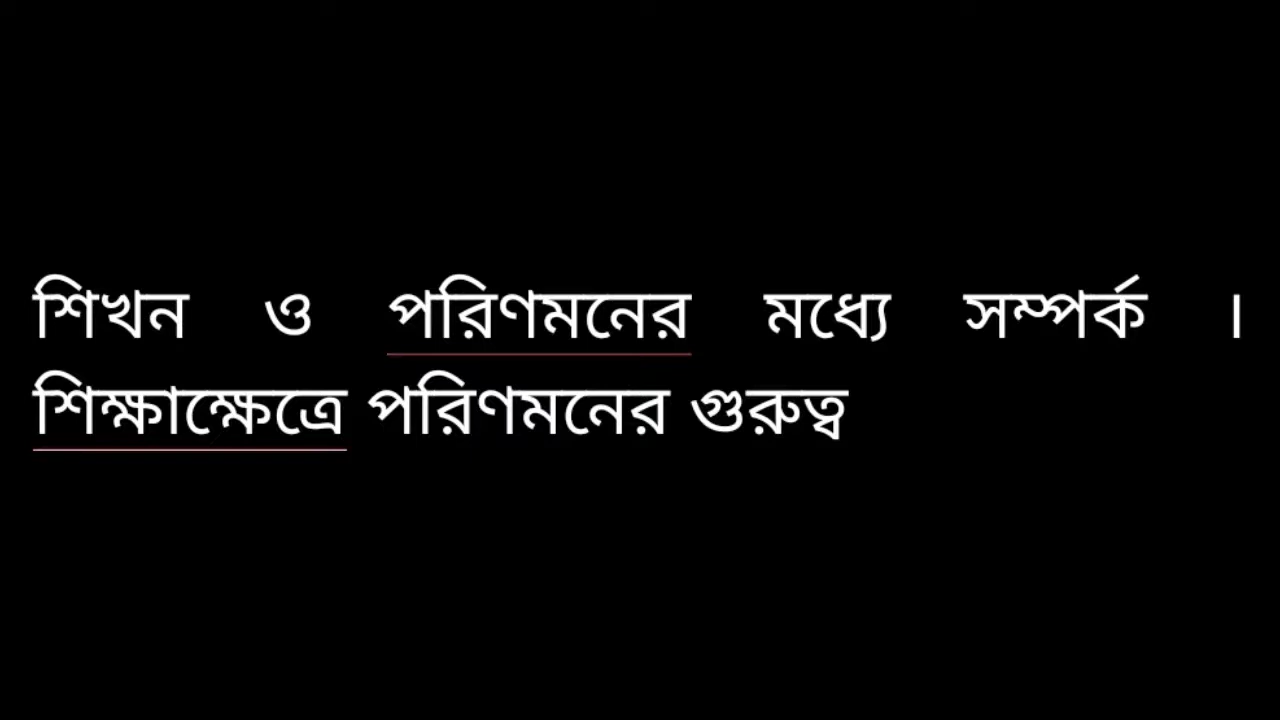 শিখন ও পরিণমনের মধ্যে সম্পর্ক ।
শিক্ষাক্ষেত্রে পরিণমনের গুরুত্ব